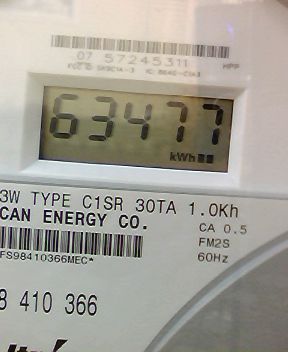 07 57245311
HPP
63477
kWh
3W TYPE C1SR 30TA 1.0Kh
CAN ENERGY CO.
CA 0.5
FM2S
60Hz
FS98410366MEC*
8 410 366